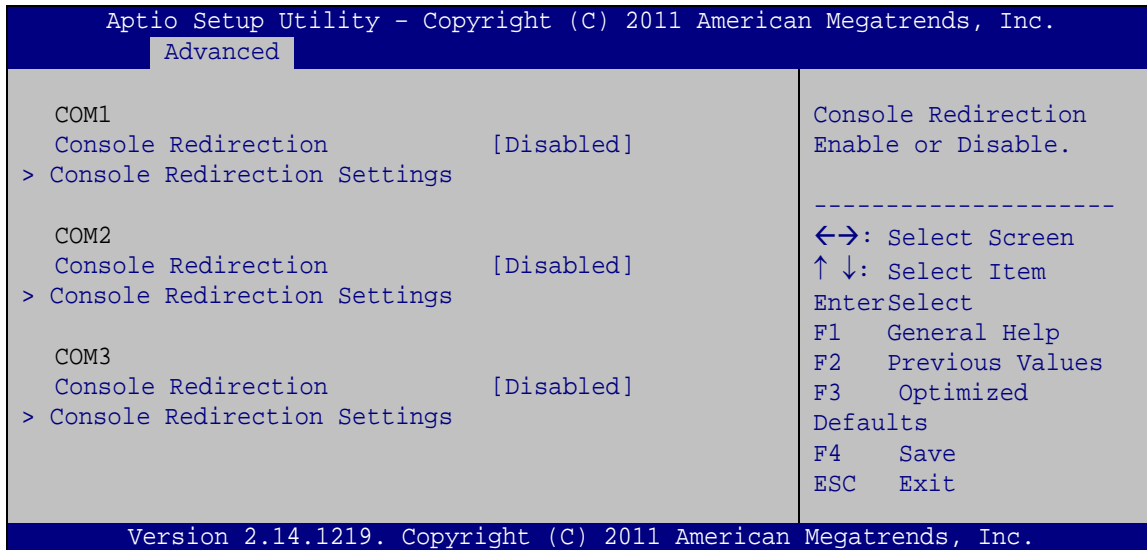 Aptio Setup Utility – Copyright (C) 2011 American Megatrends, Inc.
Advanced
COM1
Console Redirection [Disabled]
> Console Redirection Settings
COM2
Console Redirection [Disabled]
> Console Redirection Settings
COM3
Console Redirection [Disabled]
> Console Redirection Settings
Console Redirection
Enable or Disable.
---------------------
←→: Select Screen
↑ ↓: Select Item
EnterSelect
F1 General Help
F2 Previous Values
F3 Optimized
Defaults
F4 Save
ESC Exit
Version 2.14.1219. Copyright (C) 2011 American Megatrends, Inc.